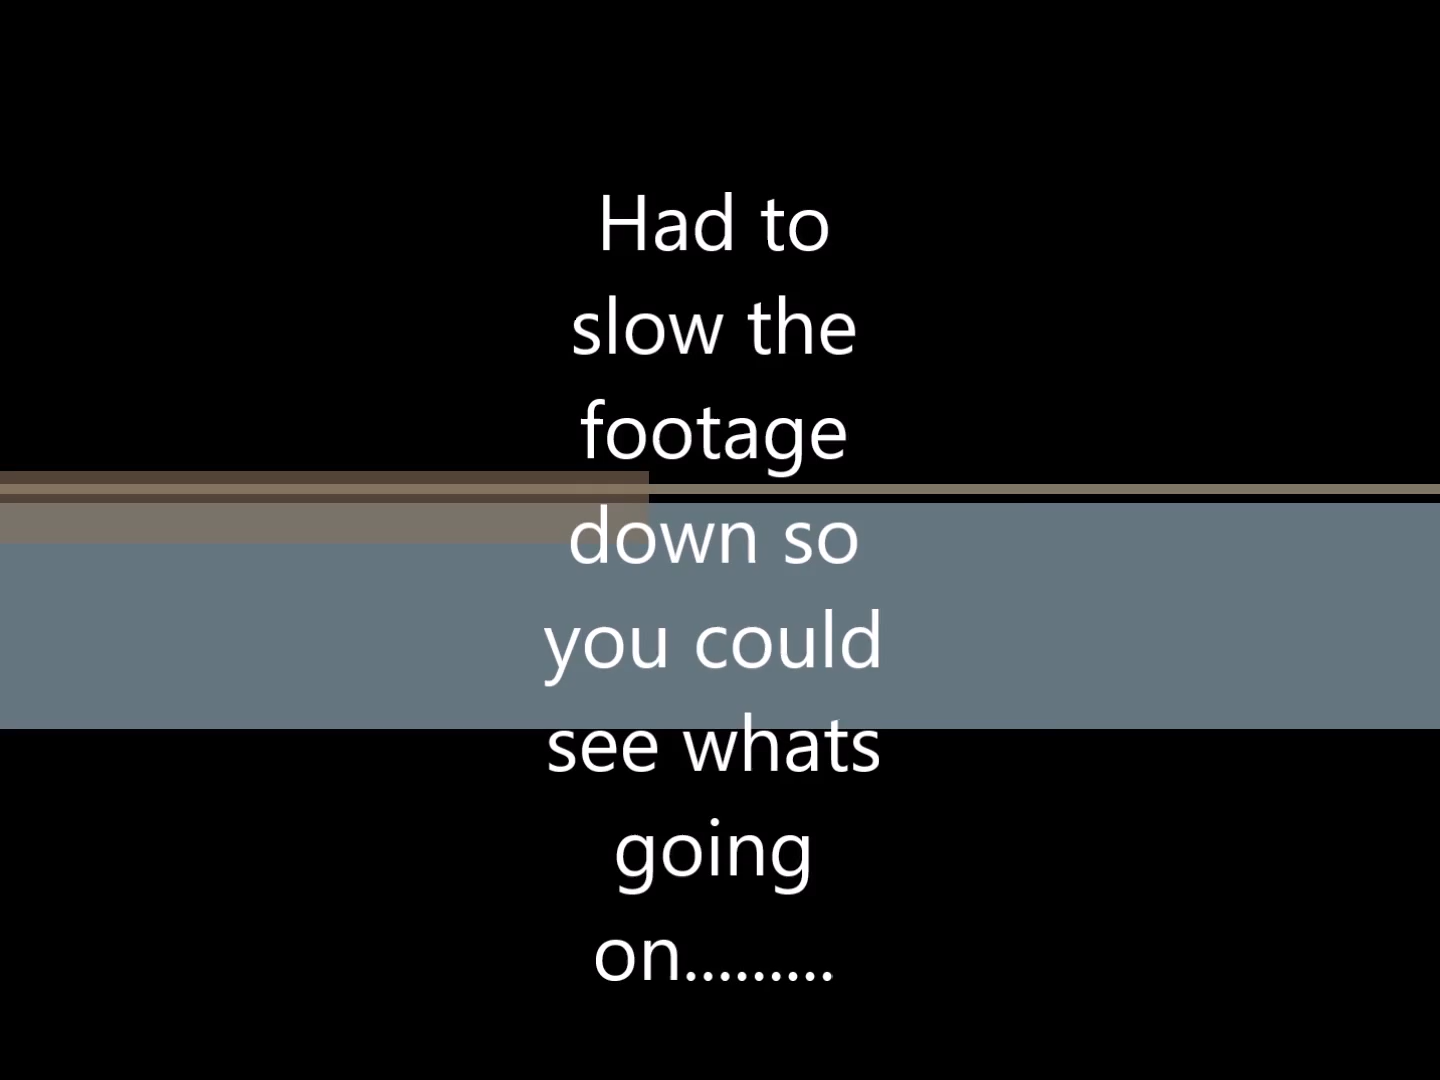 Had to
slow the
footage
down so
you could
see whats
going
on.........